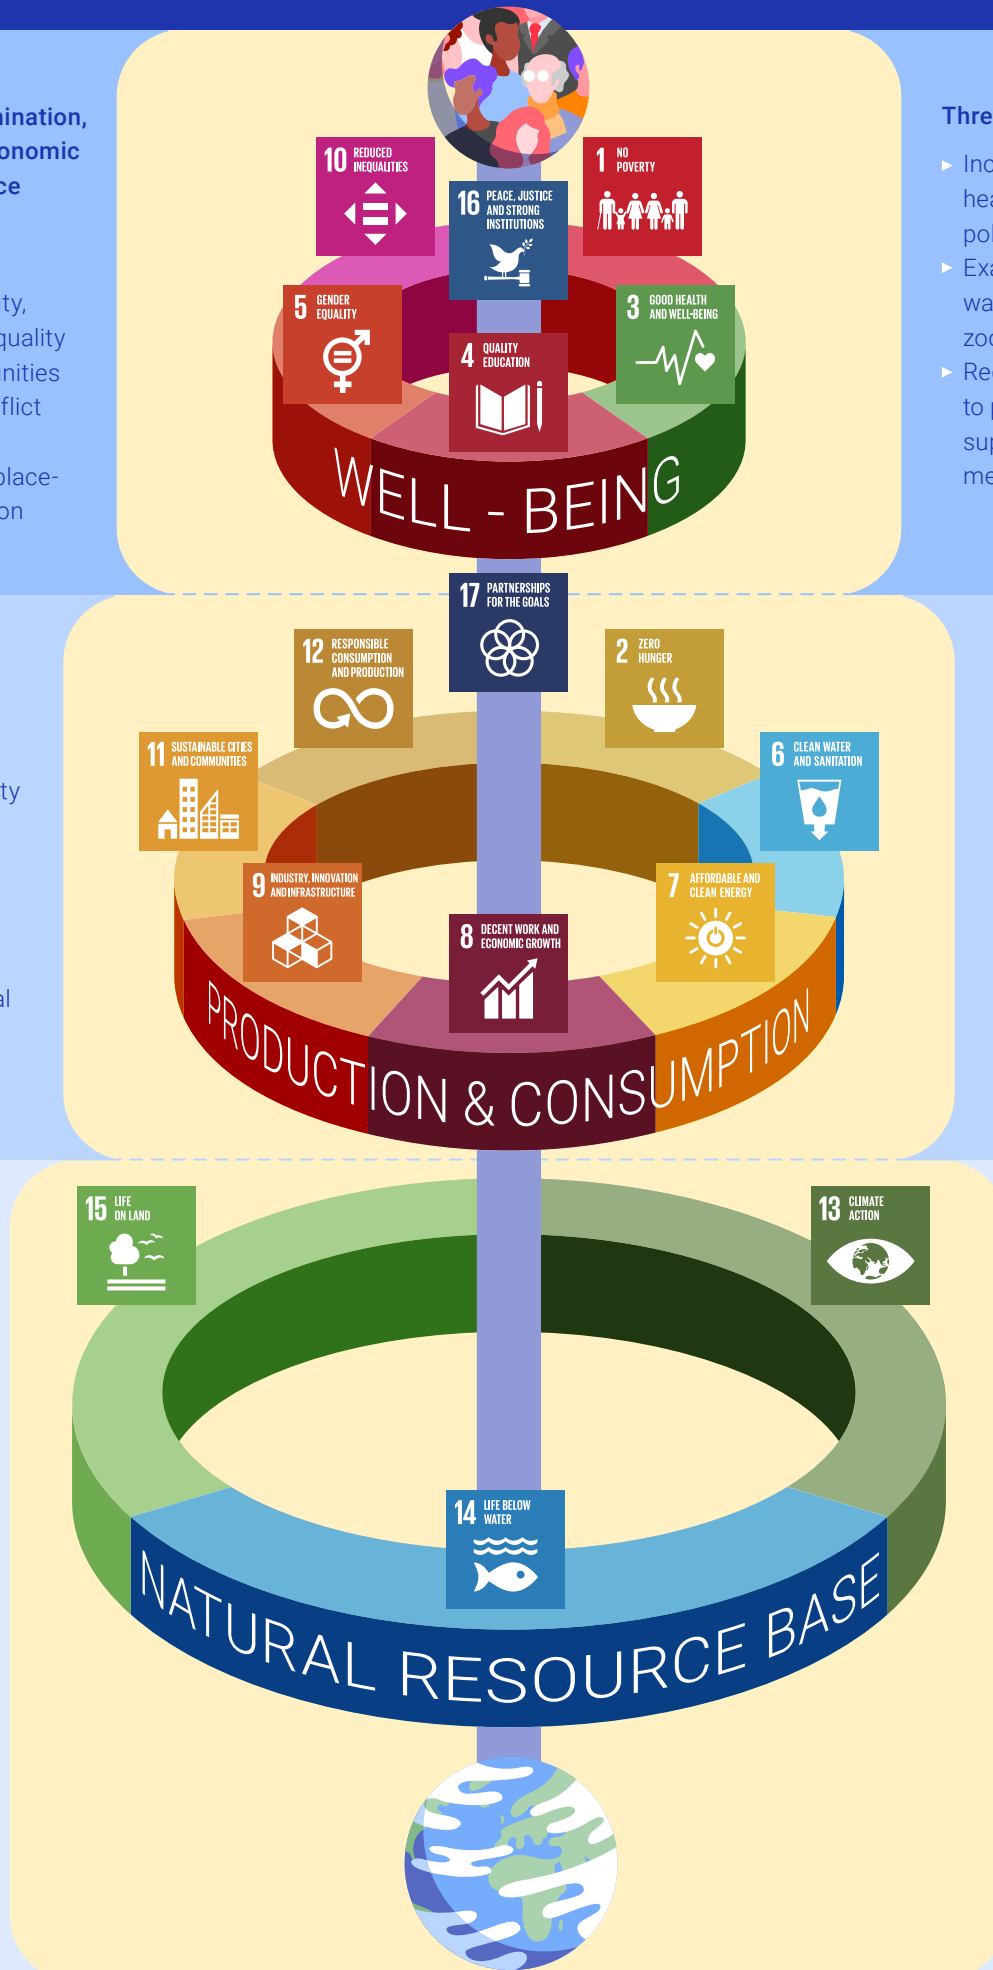 ination,
onomic
ce
ty,
quality
nities
flict
place-
on
10 REDUCED
INEQUALITIES
16 PEACE, JUSTICE
AND STRONG
INSTITUTIONS
1 NO
POVERTY
5 GENDER
EQUALITY
4 QUALITY
EDUCATION
3 GOOD HEALTH
AND WELL-BEING
WELL - BEING
Thre
Inc
hea
pol
Exa
wa
zoo
Re
to p
sup
me
17 PARTNERSHIPS
FOR THE GOALS
12 RESPONSIBLE
CONSUMPTION
AND PRODUCTION
2 ZERO
HUNGER
11 SUSTAINABLE CITIES
AND COMMUNITIES
6 CLEAN WATER
AND SANITATION
ty
9 INDUSTRY, INNOVATION
AND INFRASTRUCTURE
8 DECENT WORK AND
ECONOMIC GROWTH
7 AFFORDABLE AND
CLEAN ENERGY
al
PRODUCTION & CONSUMPTION
15 LIFE
ON LAND
13 CLIMATE
ACTION
14 LIFE BELOW
WATER
NATURAL RESOURCE BASE